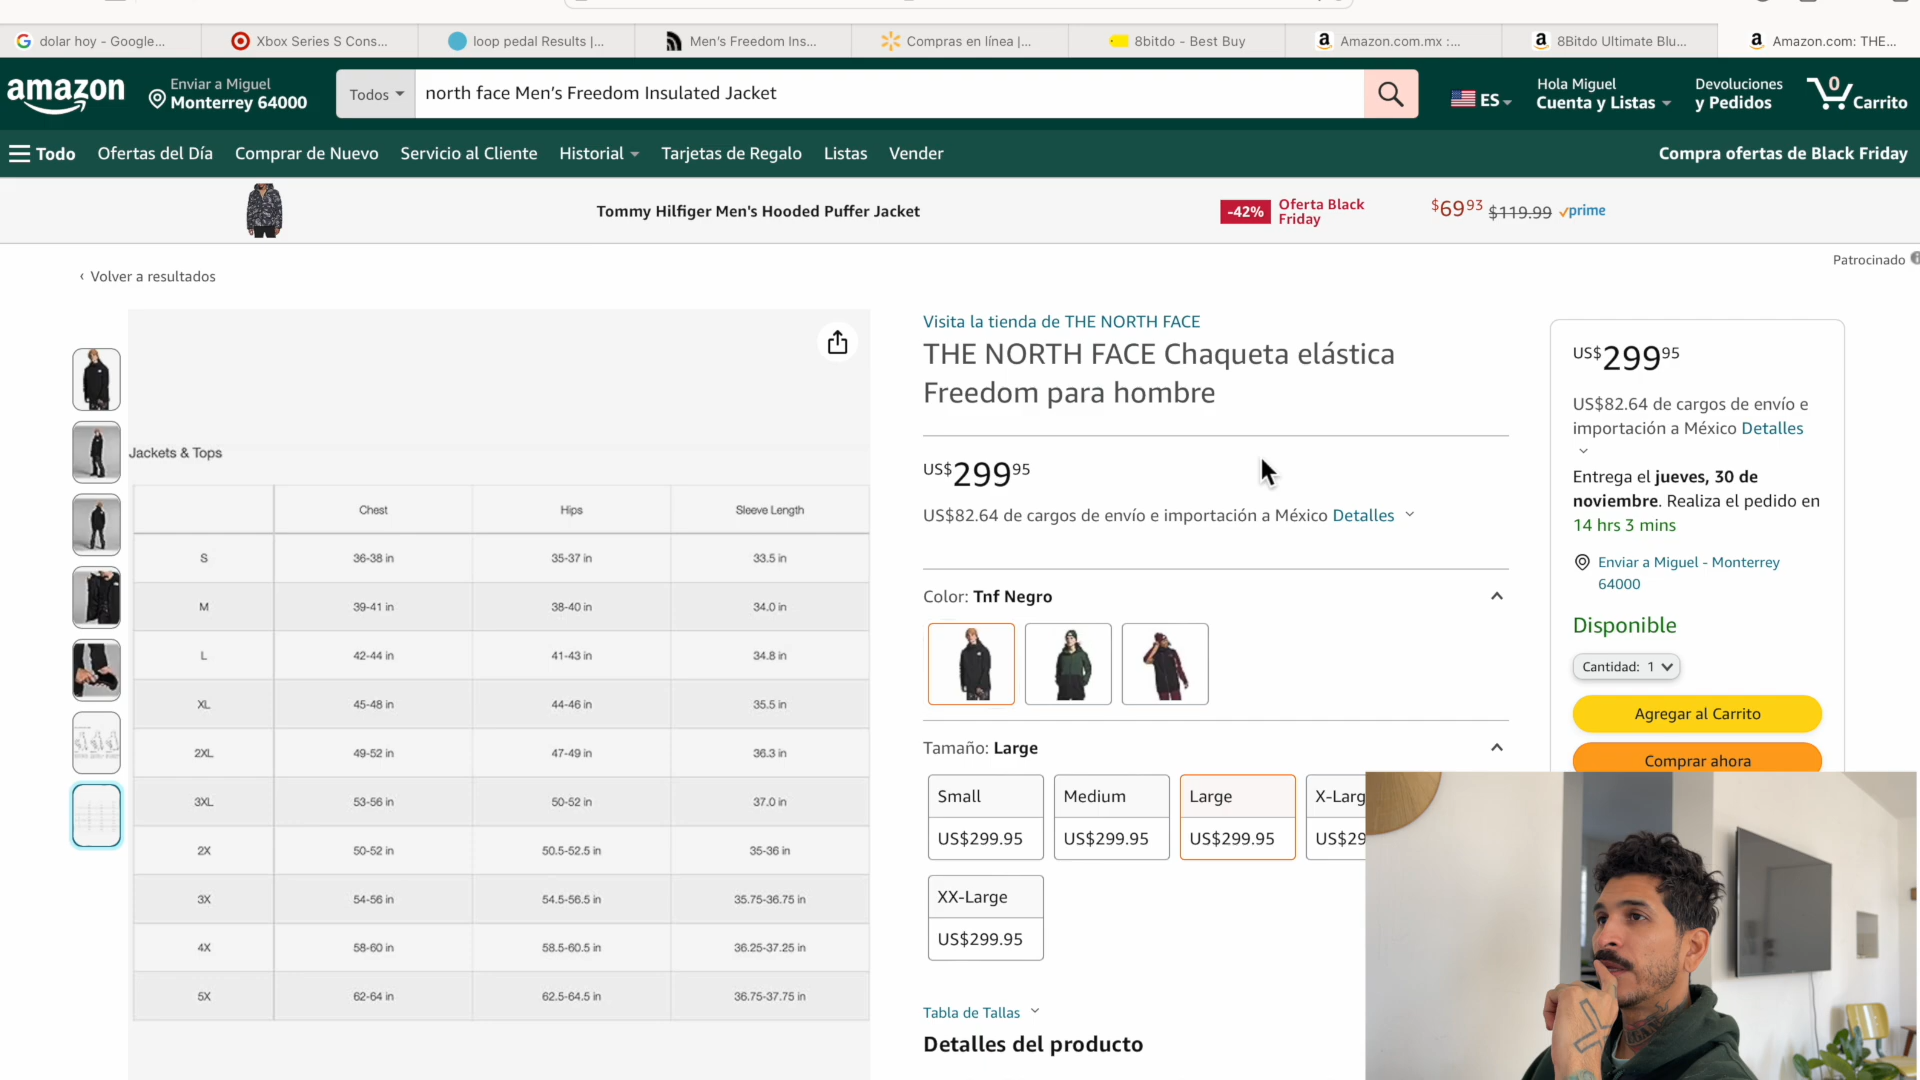 dolar hoy - Google...
Xbox Series S Cons...
loop pedal Results |...
Men's Freedom Ins...
Compras en línea |...
8bitdo - Best Buy
Amazon.com.mx :...
8Bitdo Ultimate Blu...
Amazon.com: THE...
amazon
Enviar a Miguel
Monterrey 64000
Todos
north face Men's Freedom Insulated Jacket
ES
Hola Miguel
Cuenta y Listas
Devoluciones
y Pedidos
0
Carrito
Todo
Ofertas del Día
Comprar de Nuevo
Servicio al Cliente
Historial
Tarjetas de Regalo
Listas
Vender
Compra ofertas de Black Friday
Tommy Hilfiger Men's Hooded Puffer Jacket
-42%
Oferta Black
Friday
$69 93
$119.99
prime
Patrocinado
‹ Volver a resultados
Jackets & Tops
Chest Hips Sleeve Length
S 36-38 in 35-37 in 33.5 in
M 39-41 in 38-40 in 34.0 in
L 42-44 in 41-43 in 34.8 in
XL 45-48 in 44-46 in 35.5 in
2XL 49-52 in 47-49 in 36.3 in
3XL 53-56 in 50-52 in 37.0 in
2X 50-52 in 50.5-52.5 in 35-36 in
3X 54-56 in 54.5-56.5 in 35.75-36.75 in
4X 58-60 in 58.5-60.5 in 36.25-37.25 in
5X 62-64 in 62.5-64.5 in 36.75-37.75 in
Visita la tienda de THE NORTH FACE
THE NORTH FACE Chaqueta elástica
Freedom para hombre
US$299 95
US$82.64 de cargos de envío e importación a México Detalles
Color: Tnf Negro
Tamaño: Large
Small
US$299.95
Medium
US$299.95
Large
US$299.95
X-Larg
US$29
XX-Large
US$299.95
Tabla de Tallas
Detalles del producto
US$299 95
US$82.64 de cargos de envío e
importación a México Detalles
Entrega el jueves, 30 de
noviembre. Realiza el pedido en
14 hrs 3 mins
Enviar a Miguel - Monterrey
64000
Disponible
Cantidad: 1
Agregar al Carrito
Comprar ahora